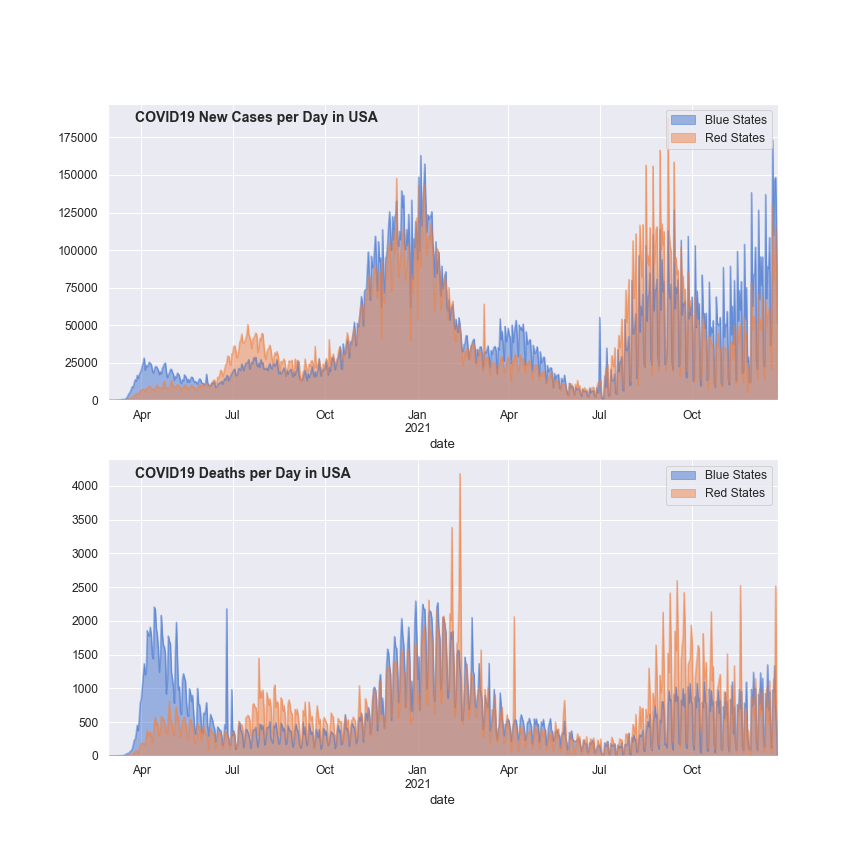 COVID19 New Cases per Day in USA
Blue States
Red States
175000
150000
125000
100000
75000
50000
25000
0
Apr
Jul
Oct
Jan
2021
Apr
Jul
Oct
date
COVID19 Deaths per Day in USA
Blue States
Red States
4000
3500
3000
2500
2000
1500
1000
500
0
Apr
Jul
Oct
Jan
2021
Apr
Jul
Oct
date